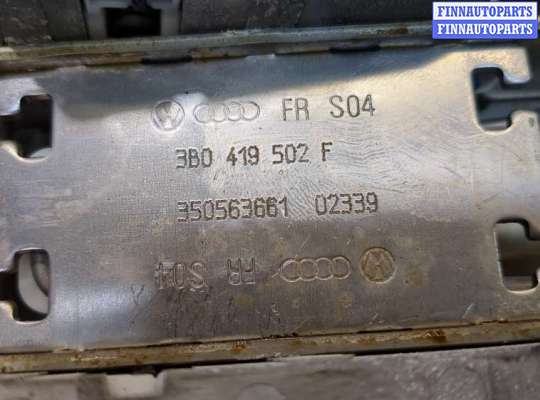 FINNAUTOPARTS
FINNAUTOPARTS
FR S04
3B0 419 502 F
350563661 02339
FR S04